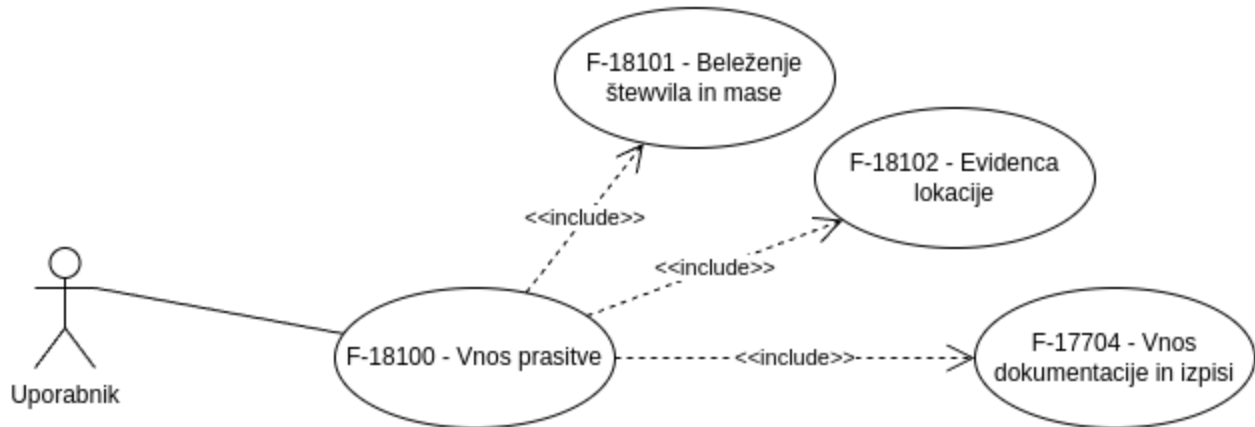 F-18101 - Beleženje
števvila in mase
F-18102 - Evidenca
lokacije
<<include>>
<<include>>
F-18100 - Vnos prasitve
<<include>>
F-17704 - Vnos
dokumentacije in izpisi
Uporabnik